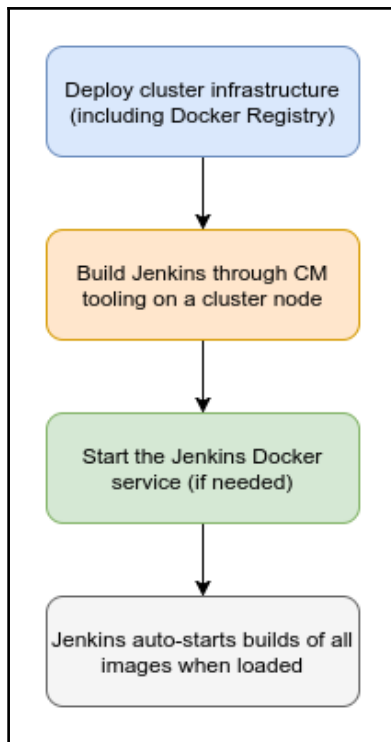 Deploy cluster infrastructure
(including Docker Registry)
Build Jenkins through CM
tooling on a cluster node
Start the Jenkins Docker
service (if needed)
Jenkins auto-starts builds of all
images when loaded